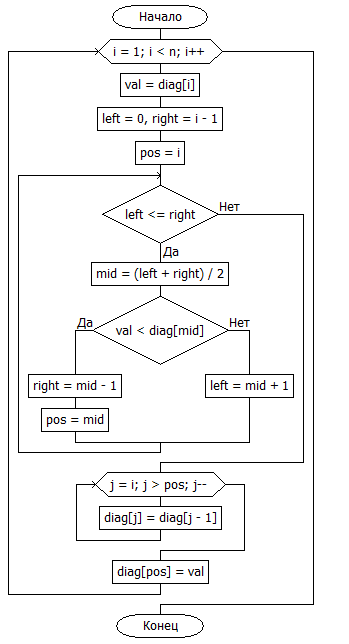 Начало
i = 1; i < n; i++
val = diag[i]
left = 0, right = i - 1
pos = i
left <= right
Нет
Да
mid = (left + right) / 2
val < diag[mid]
Да
Нет
right = mid - 1
left = mid + 1
pos = mid
j = i; j > pos; j--
diag[j] = diag[j - 1]
diag[pos] = val
Конец